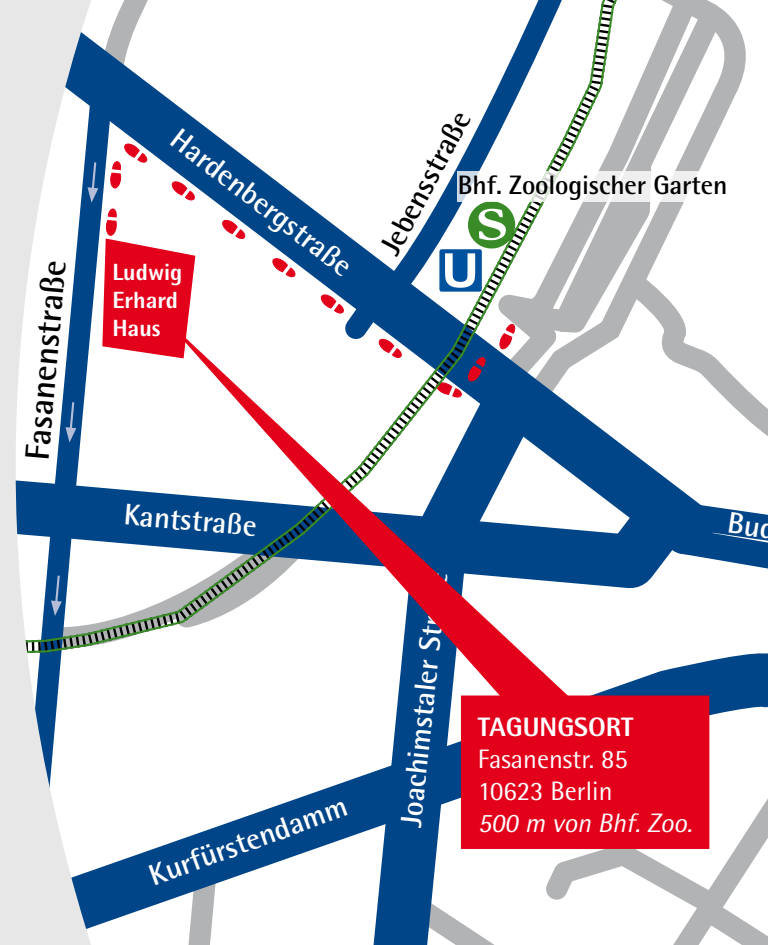 Hardenbergstraße
Jebensstraße
Bhf. Zoologischer Garten
S
U
Ludwig
Erhard
Haus
Fasanenstraße
Kantstraße
Joachimstaler
Kurfürstendamm
TAGUNGSORT
Fasanenstr. 85
10623 Berlin
500 m von Bhf. Zoo.